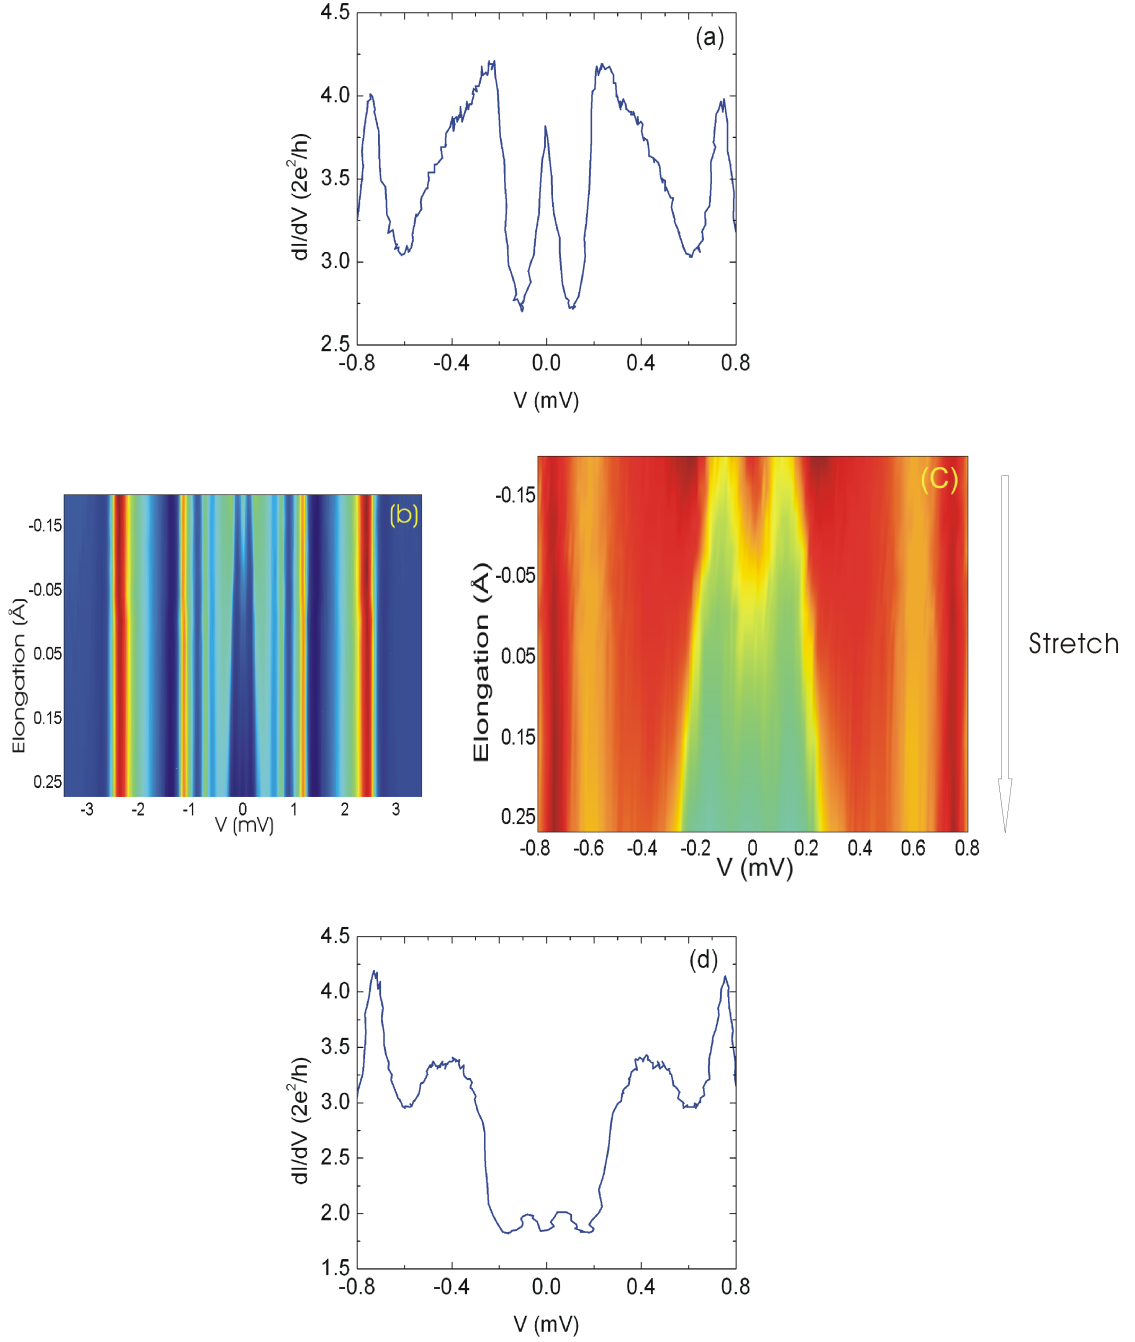 4.5
(a)
4.0
3.5
3.0
2.5
dI/dV (2e²/h)
-0.8 -0.4 0.0 0.4 0.8
V (mV)
(b)
-0.15
-0.05
0.05
0.15
0.25
Elongation (Å)
-3 -2 -1 0 1 2 3
V (mV)
(C)
-0.15
-0.05
0.05
0.15
0.25
Elongation (Å)
-0.8 -0.6 -0.4 -0.2 0 0.2 0.4 0.6 0.8
V (mV)
Stretch
4.5
(d)
4.0
3.5
3.0
2.5
2.0
1.5
dI/dV (2e²/h)
-0.8 -0.4 0.0 0.4 0.8
V (mV)